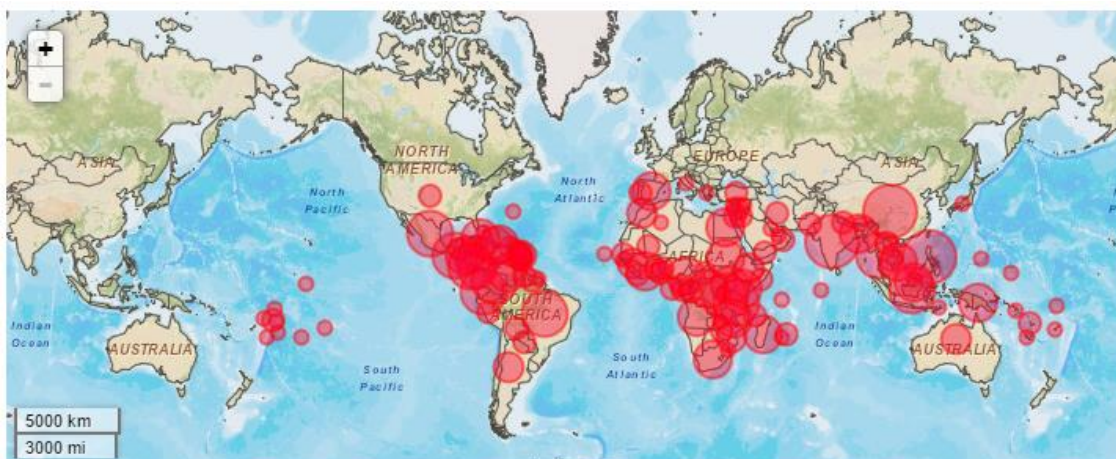 +
−
ASIA
NORTH
AMERICA
EUROPE
ASIA
North
Pacific
North
Atlantic
North
AFRICA
SOUTH
AMERICA
Indian
Ocean
AUSTRALIA
South
Pacific
South
Atlantic
Indian
Ocean
AUSTRALIA
5000 km
3000 mi